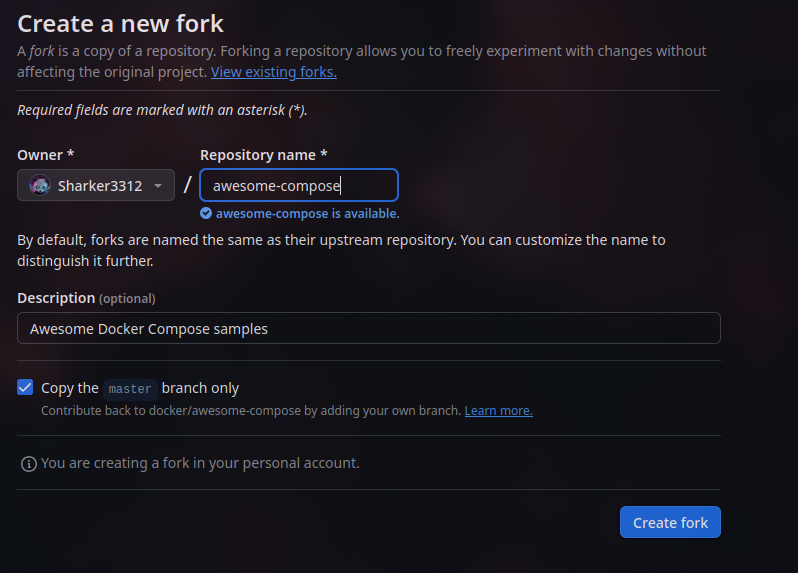 Create a new fork
A fork is a copy of a repository. Forking a repository allows you to freely experiment with changes without
affecting the original project. View existing forks.
Required fields are marked with an asterisk (*).
Owner * Repository name *
Sharker3312 / awesome-compose
awesome-compose is available.
By default, forks are named the same as their upstream repository. You can customize the name to
distinguish it further.
Description (optional)
Awesome Docker Compose samples
Copy the master branch only
Contribute back to docker/awesome-compose by adding your own branch. Learn more.
You are creating a fork in your personal account.
Create fork